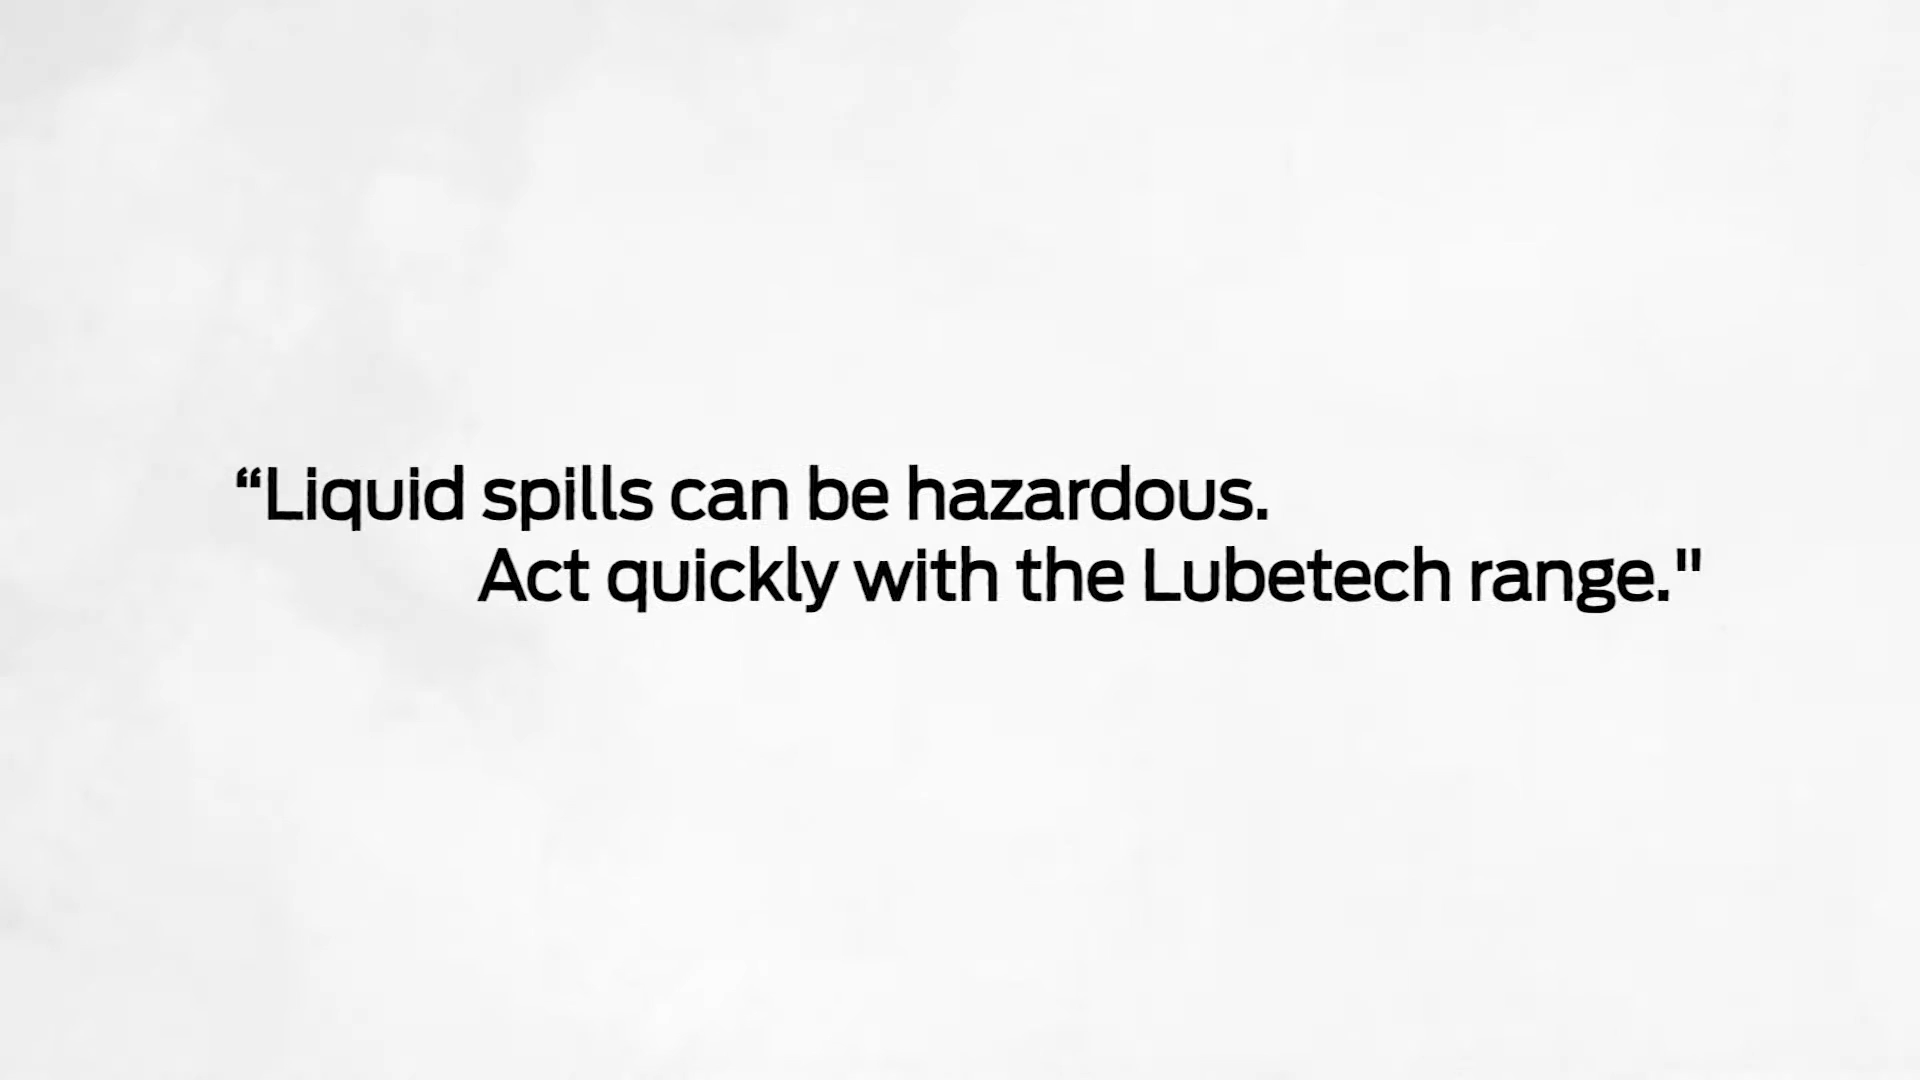 “Liquid spills can be hazardous.
Act quickly with the Lubetech range."